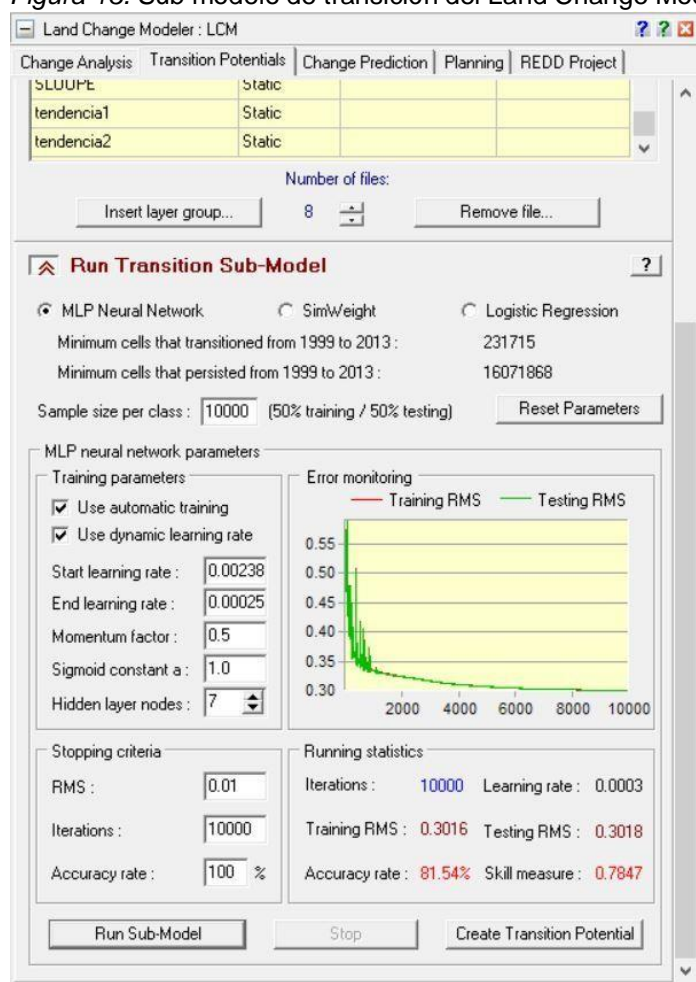 Figura 43. Sub modelo de transición del Land Change Mod
Land Change Modeler : LCM ? ?
Change Analysis Transition Potentials Change Prediction Planning REDD Project
SLOUPE Static
tendencia1 Static
tendencia2 Static
Number of files:
Insert layer group... 8 Remove file...
Run Transition Sub-Model ?
MLP Neural Network SimWeight Logistic Regression
Minimum cells that transitioned from 1999 to 2013 : 231715
Minimum cells that persisted from 1999 to 2013 : 16071868
Sample size per class : 10000 (50% training / 50% testing) Reset Parameters
MLP neural network parameters
Training parameters Error monitoring
Use automatic training Training RMS Testing RMS
Use dynamic learning rate
0.55
Start learning rate : 0.00238 0.50
End learning rate : 0.00025 0.45
Momentum factor : 0.5 0.40
Sigmoid constant a : 1.0 0.35
Hidden layer nodes : 7 0.30
2000 4000 6000 8000 10000
Stopping criteria Running statistics
RMS : 0.01 Iterations : 10000 Learning rate : 0.0003
Iterations : 10000 Training RMS : 0.3016 Testing RMS : 0.3018
Accuracy rate : 100 % Accuracy rate : 81.54% Skill measure : 0.7847
Run Sub-Model Stop Create Transition Potential